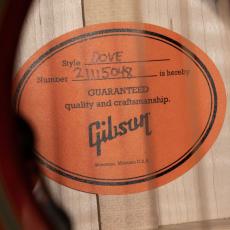 Style DOVE
Number 21115048 is hereby
GUARANTEED
quality and craftsmanship.
Gibson
Bozeman, Montana U.S.A.